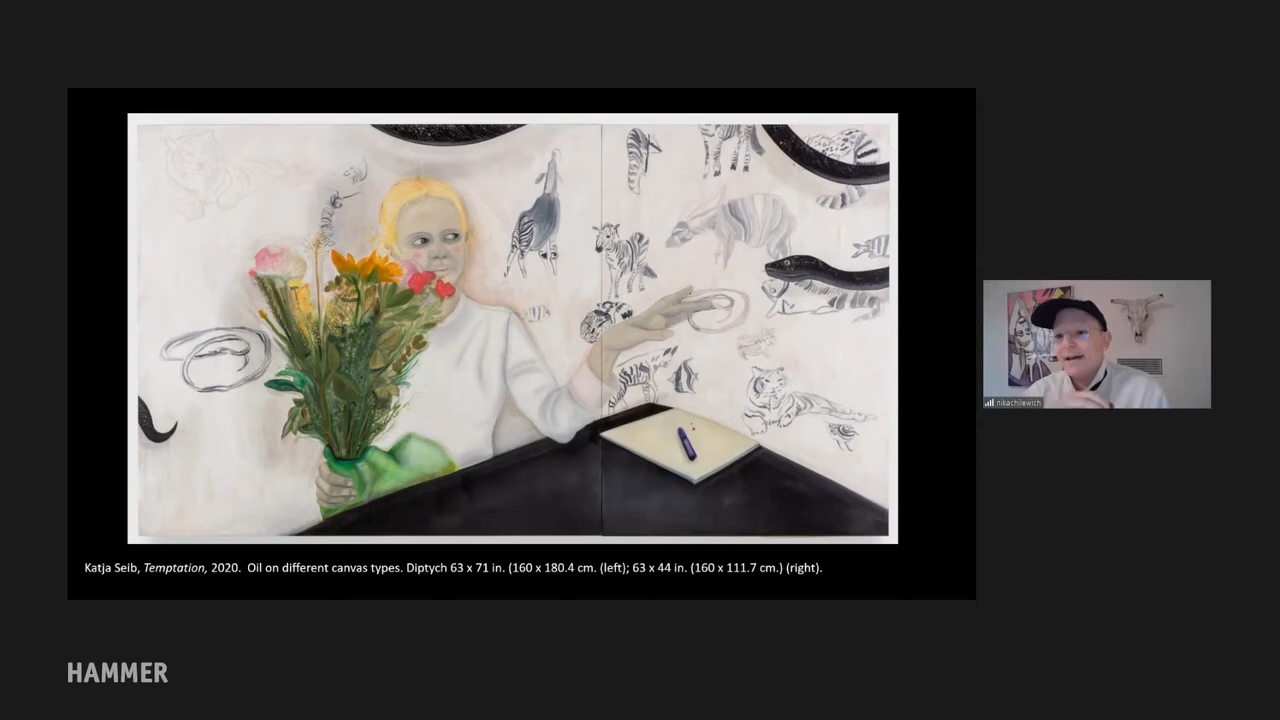 Katja Seib, Temptation, 2020. Oil on different canvas types. Diptych 63 x 71 in. (160 x 180.4 cm. (left); 63 x 44 in. (160 x 111.7 cm.) (right).
nikachilewich
HAMMER